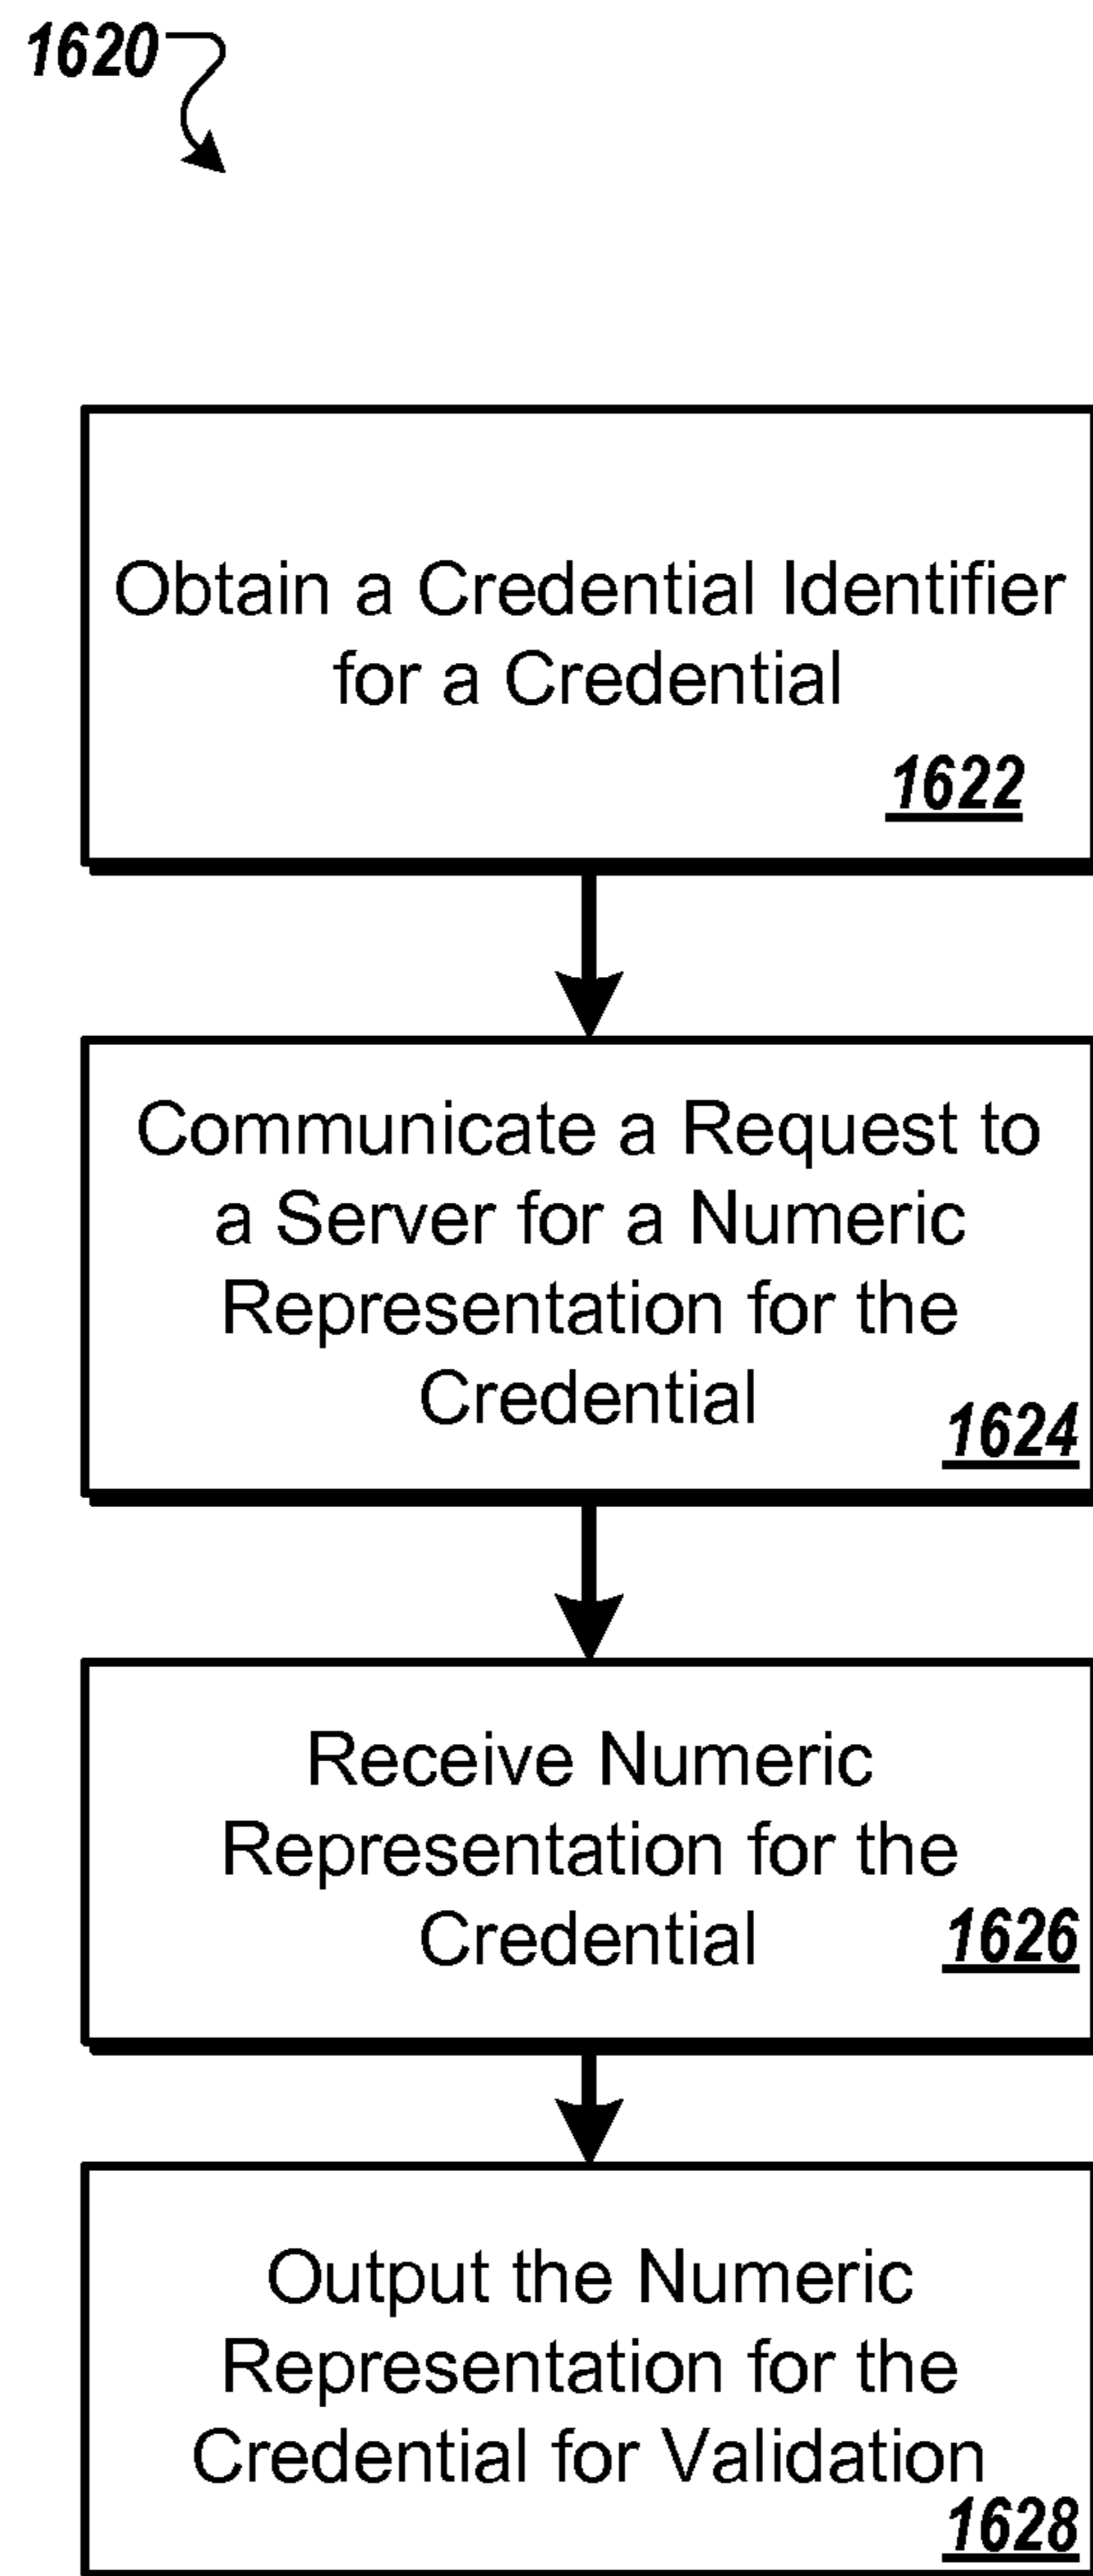 1620
Obtain a Credential Identifier
for a Credential
1622
Communicate a Request to
a Server for a Numeric
Representation for the
Credential
1624
Receive Numeric
Representation for the
Credential
1626
Output the Numeric
Representation for the
Credential for Validation
1628